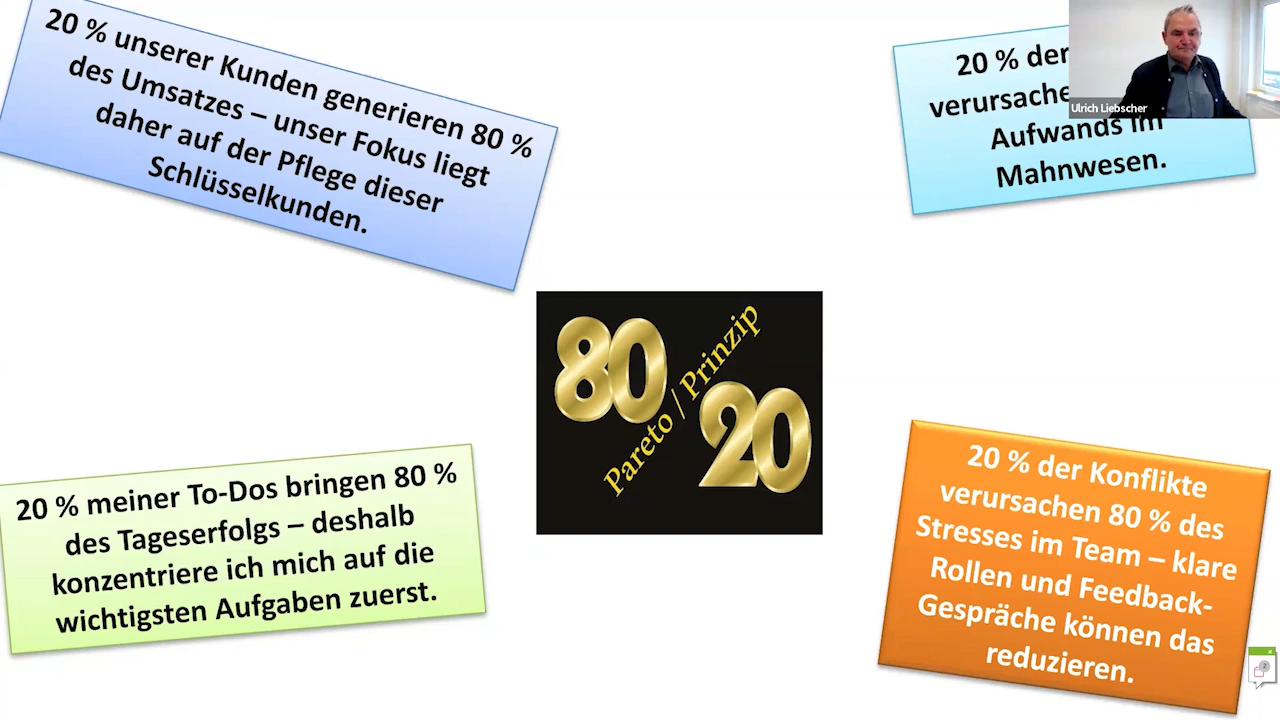 20 % unserer Kunden generieren 80 %
des Umsatzes – unser Fokus liegt
daher auf der Pflege dieser
Schlüsselkunden.
20 % der
Aufwands im
Mahnwesen.
Ulrich Liebscher
80
Pareto / Prinzip
20
20 % meiner To-Dos bringen 80 %
des Tageserfolgs – deshalb
konzentriere ich mich auf die
wichtigsten Aufgaben zuerst.
20 % der Konflikte
verursachen 80 % des
Stresses im Team – klare
Rollen und Feedback-
Gespräche können das
reduzieren.
2